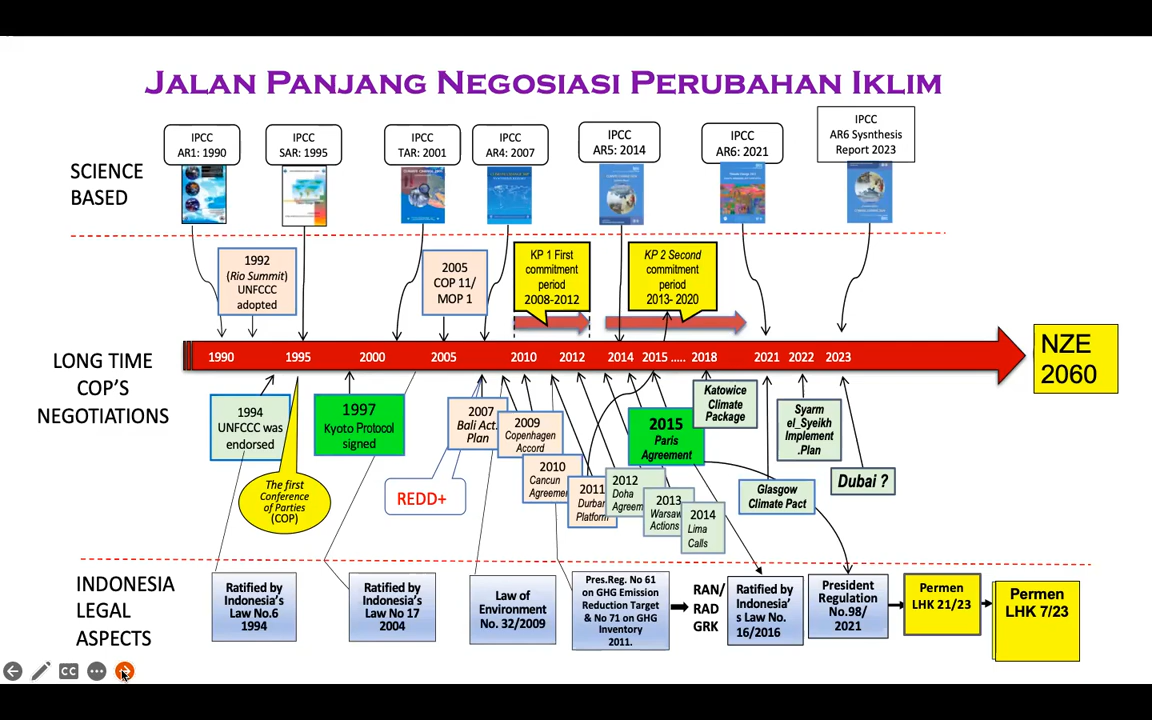 JALAN PANJANG NEGOSIASI PERUBAHAN IKLIM
SCIENCE
BASED
IPCC
AR1: 1990
IPCC
SAR: 1995
IPCC
TAR: 2001
IPCC
AR4: 2007
IPCC
AR5: 2014
IPCC
AR6: 2021
IPCC
AR6 Sysnthesis
Report 2023
1992
(Rio Summit)
UNFCCC
adopted
2005
COP 11/
MOP 1
KP 1 First
commitment
period
2008-2012
KP 2 Second
commitment
period
2013- 2020
LONG TIME
COP'S
NEGOTIATIONS
1990
1995
2000
2005
2010
2012
2014
2015 .....
2018
2021
2022
2023
NZE
2060
1994
UNFCCC was
endorsed
The first
Conference
of Parties
(COP)
1997
Kyoto Protocol
signed
2007
Bali Act.
Plan
REDD+
2009
Copenhagen
Accord
2010
Cancun
Agreemen
2011
Durban
Platform
2012
Doha
Agreem
2013
Warsaw
Actions
2014
Lima
Calls
2015
Paris
Agreement
Katowice
Climate
Package
Glasgow
Climate Pact
Syarm
el_Syeikh
Implement
.Plan
Dubai ?
INDONESIA
LEGAL
ASPECTS
Ratified by
Indonesia's
Law No.6
1994
Ratified by
Indonesia's
Law No 17
2004
Law of
Environment
No. 32/2009
Pres.Reg. No 61
on GHG Emission
Reduction Target
& No 71 on GHG
Inventory
2011.
RAN/
RAD
GRK
Ratified by
Indonesia'
s Law No.
16/2016
President
Regulation
No.98/
2021
Permen
LHK 21/23
Permen
LHK 7/23
CC